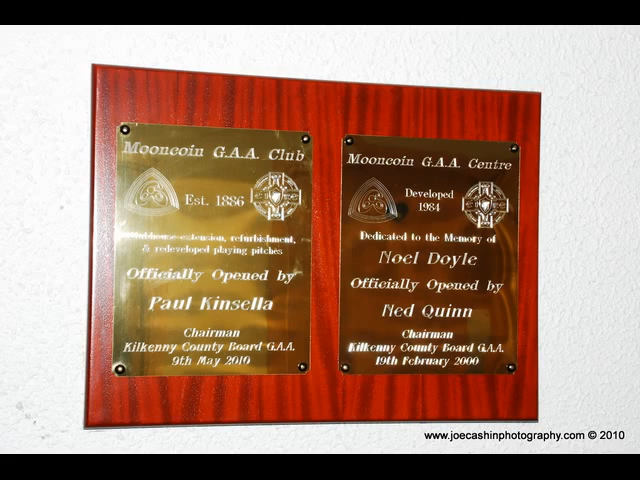 Mooncoin G.A.A. Club
Est. 1886
Clubhouse extension, refurbishment,
& redeveloped playing pitches
Officially Opened by
Paul Kinsella
Chairman
Kilkenny County Board G.A.A.
9th May 2010
Mooncoin G.A.A. Centre
Developed
1984
Dedicated to the Memory of
Noel Doyle
Officially Opened by
Ned Quinn
Chairman
Kilkenny County Board G.A.A.
19th February 2000
www.joecashinphotography.com © 2010